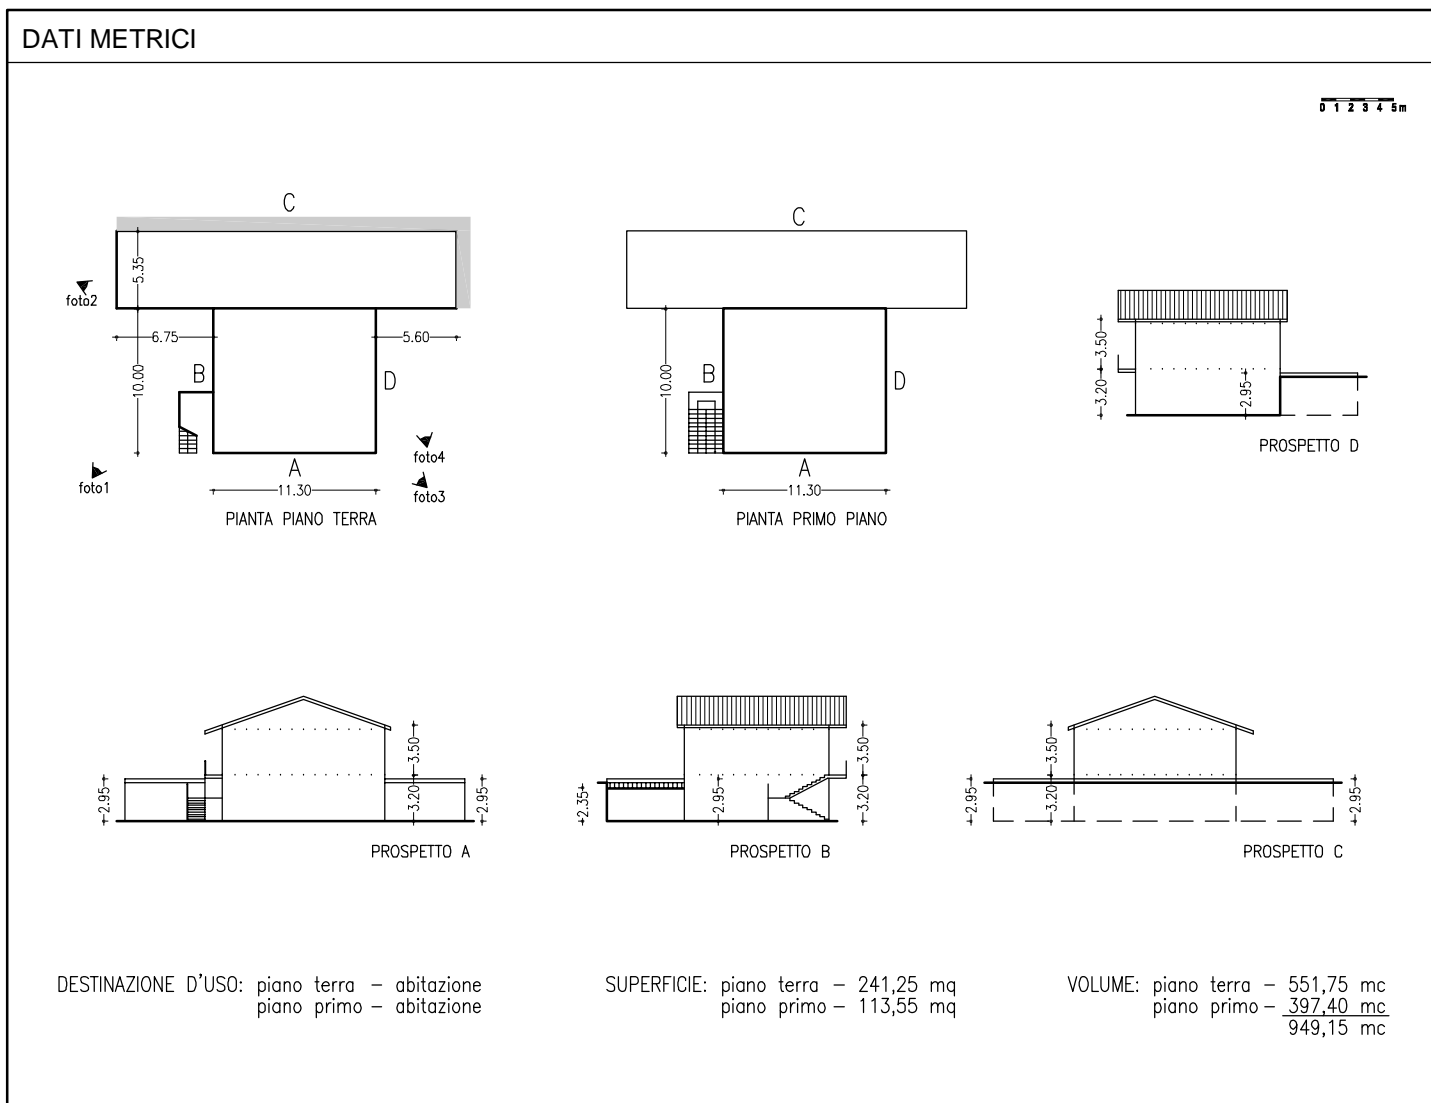 DATI METRICI
0 1 2 3 4 5m
C
5.35
foto2
6.75
5.60
10.00
B
D
foto4
foto1
A
foto3
11.30
PIANTA PIANO TERRA
C
10.00
B
D
A
11.30
PIANTA PRIMO PIANO
3.50
3.20
2.95
PROSPETTO D
3.50
2.95
3.20
2.95
PROSPETTO A
3.50
2.35
2.95
3.20
PROSPETTO B
3.50
2.95
3.20
2.95
PROSPETTO C
DESTINAZIONE D'USO: piano terra – abitazione
piano primo – abitazione
SUPERFICIE: piano terra – 241,25 mq
piano primo – 113,55 mq
VOLUME: piano terra – 551,75 mc
piano primo – 397,40 mc
949,15 mc